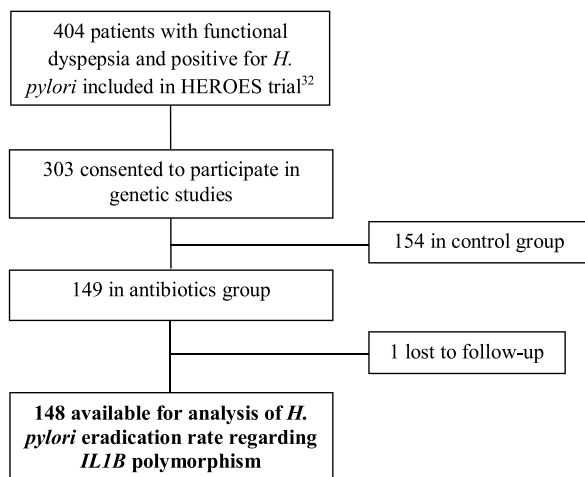 404 patients with functional
dyspepsia and positive for H.
pylori included in HEROES trial32
303 consented to participate in
genetic studies
154 in control group
149 in antibiotics group
1 lost to follow-up
148 available for analysis of H.
pylori eradication rate regarding
IL1B polymorphism